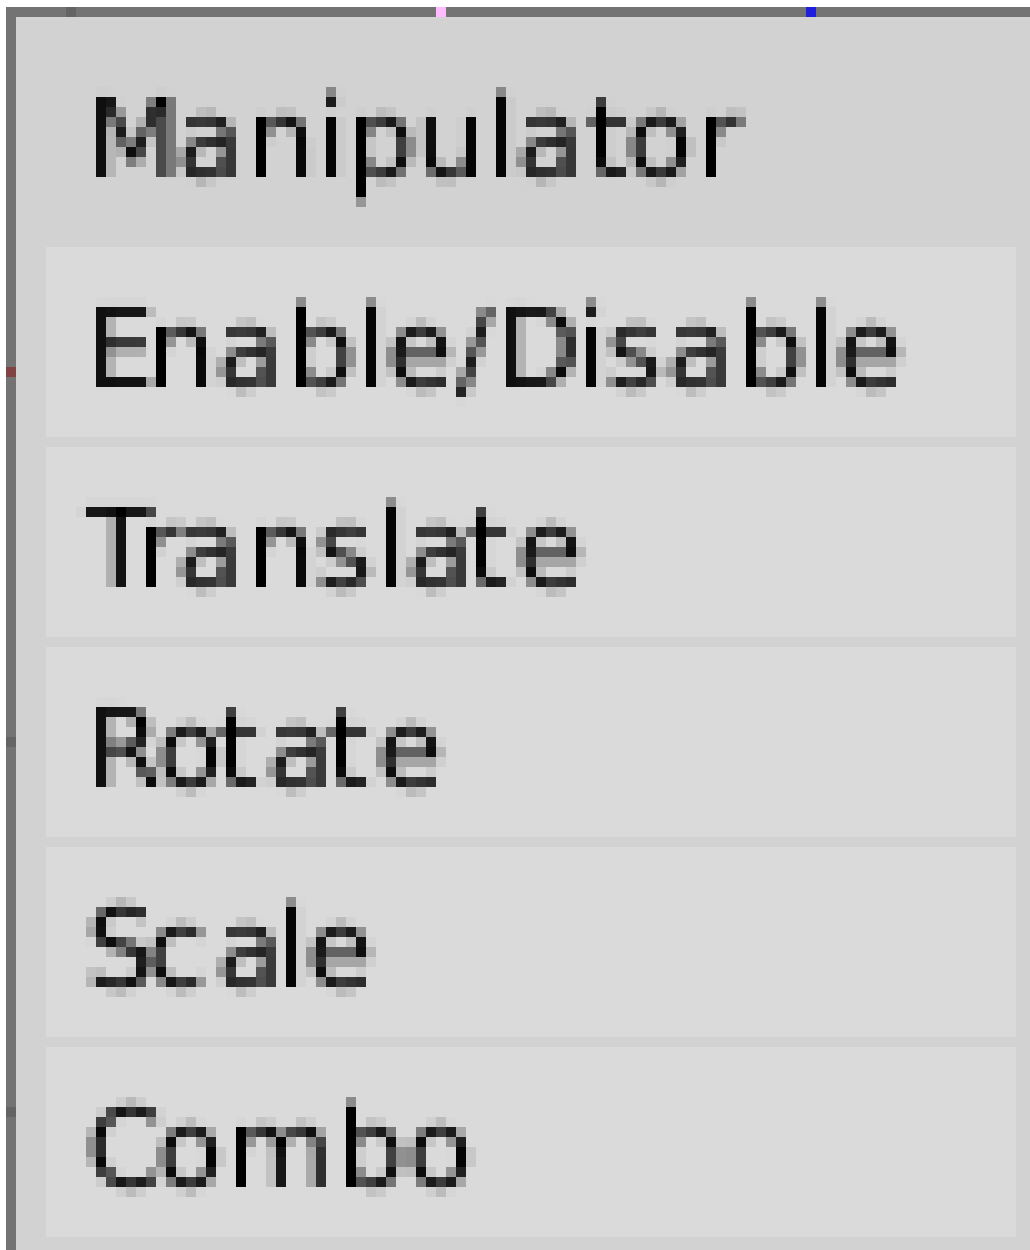 Manipulator
Enable/Disable
Translate
Rotate
Scale
Combo